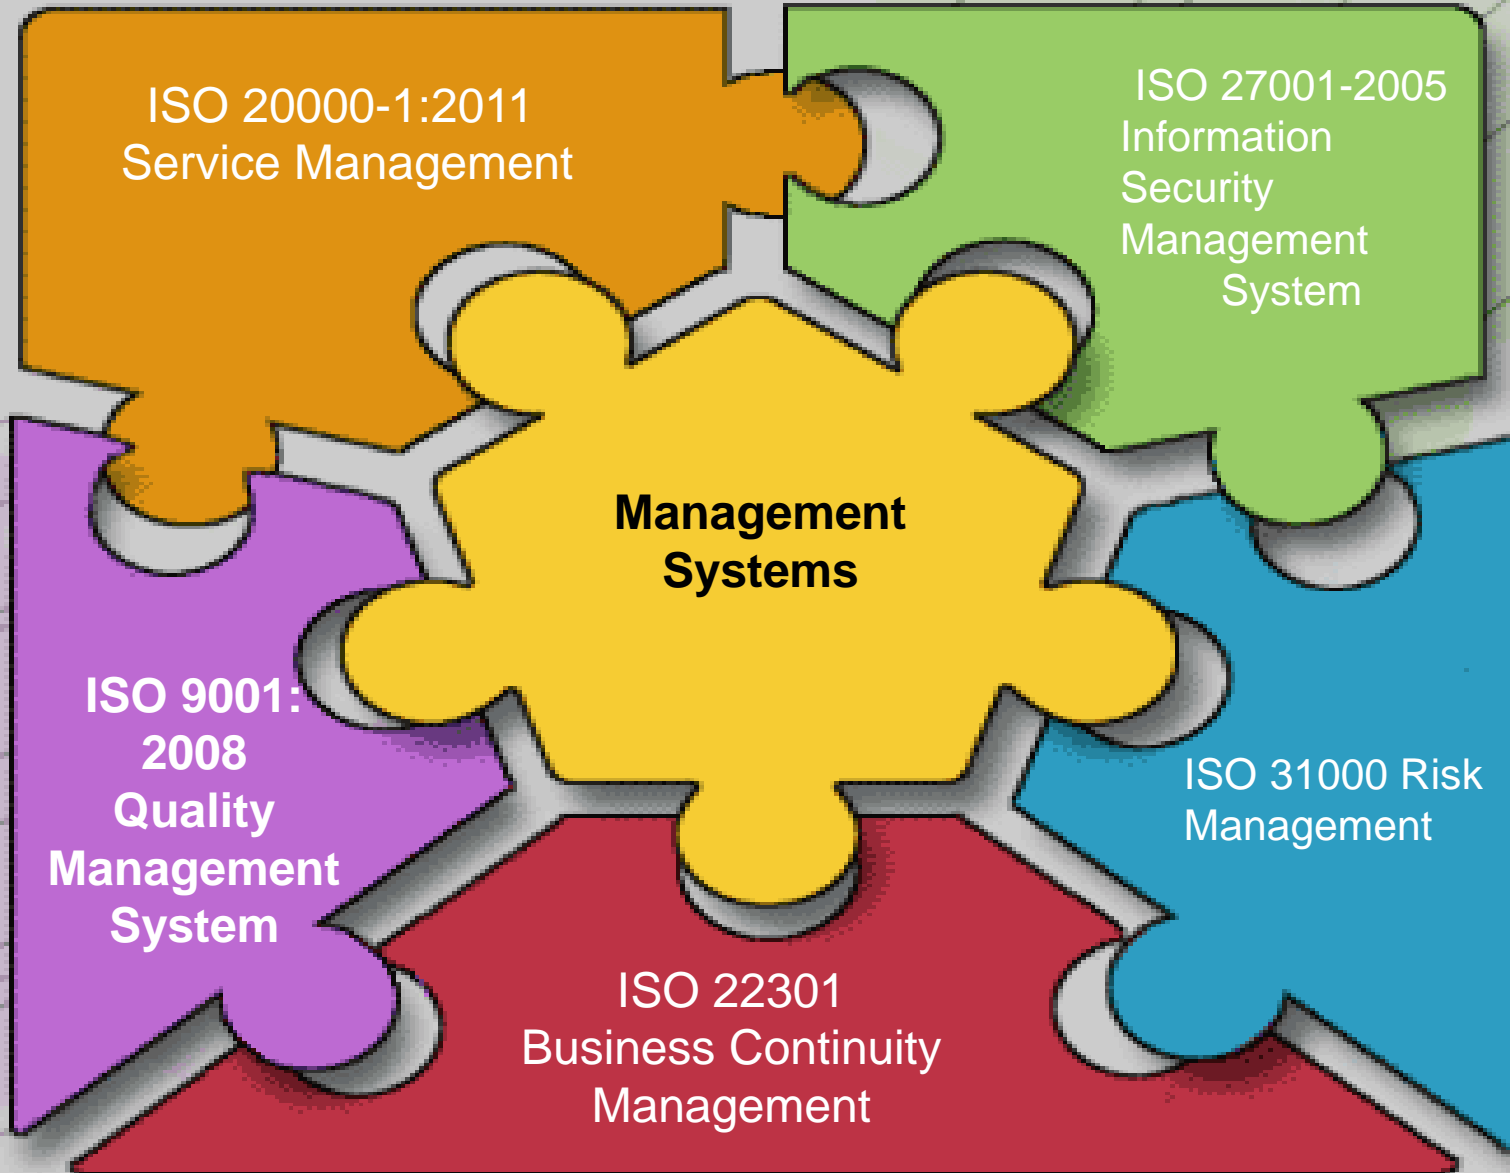 ISO 20000-1:2011
Service Management
ISO 27001-2005
Information
Security
Management
System
Management
Systems
ISO 9001:
2008
Quality
Management
System
ISO 31000 Risk
Management
ISO 22301
Business Continuity
Management